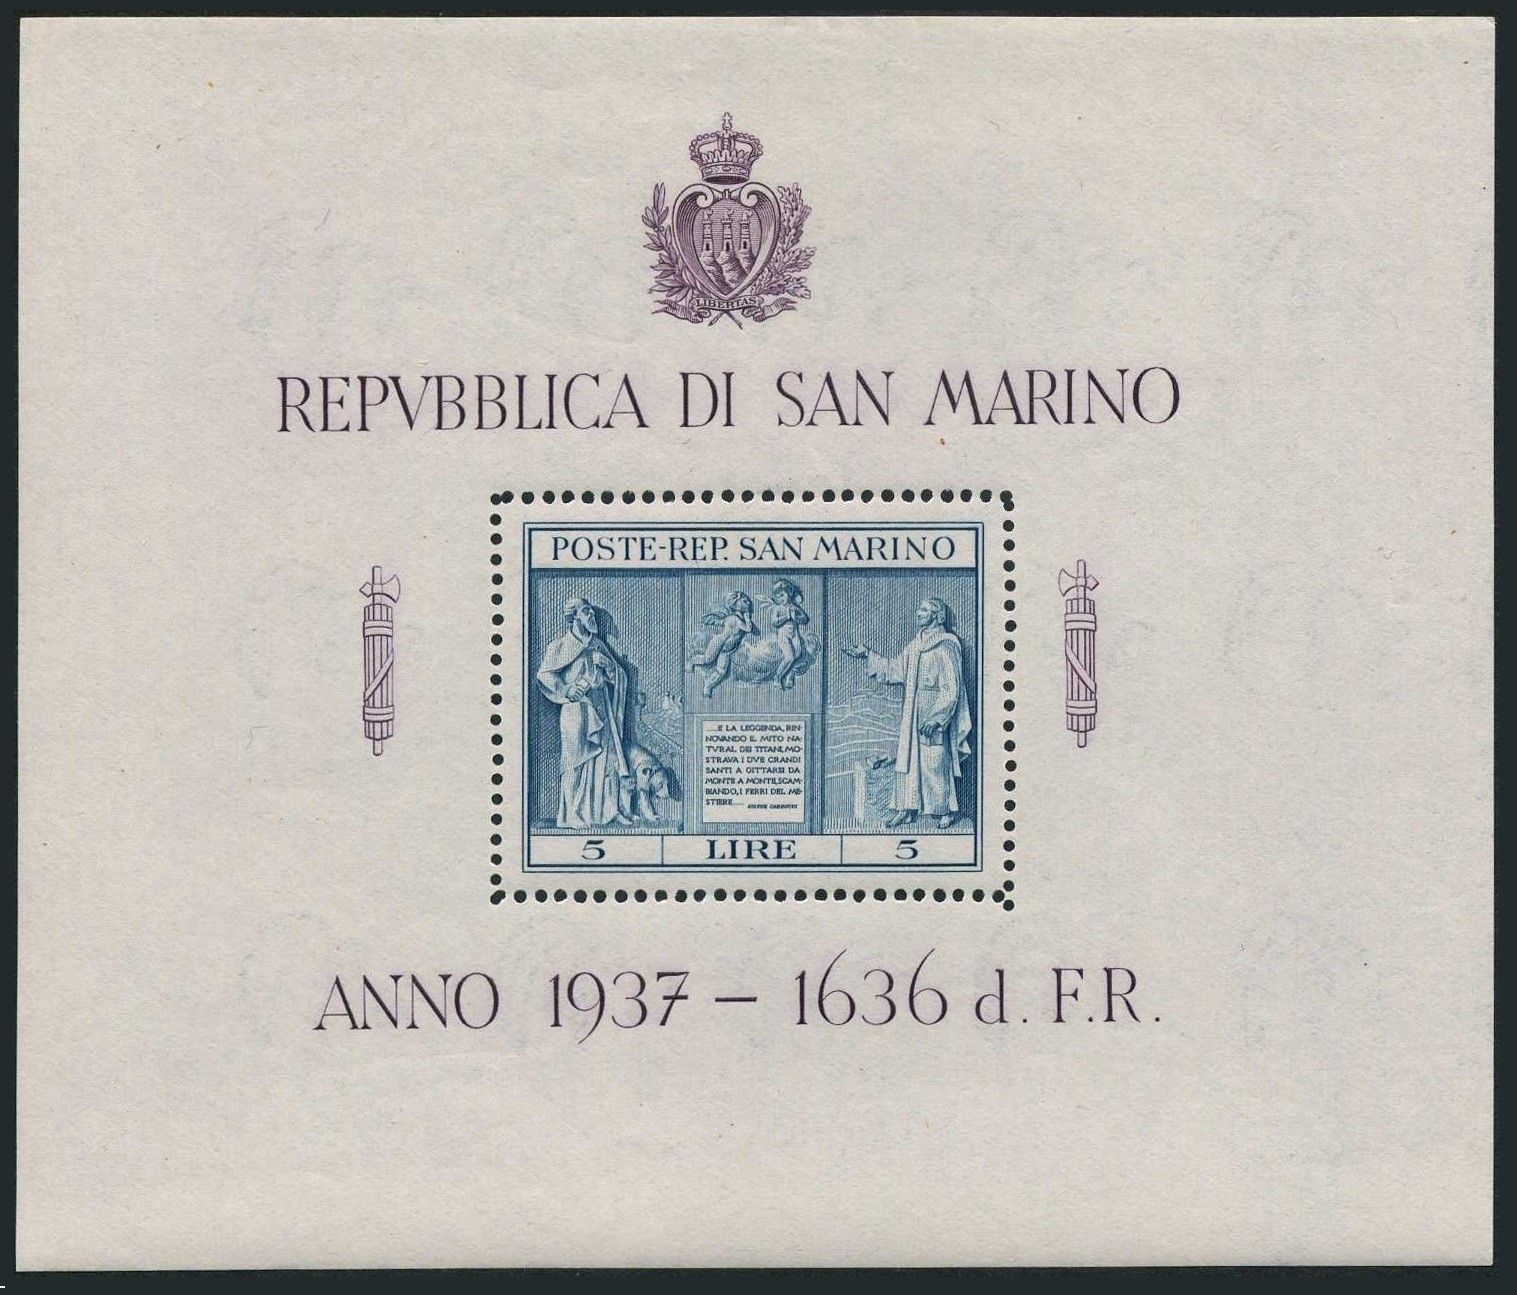 LIBERTAS
REPVBBLICA DI SAN MARINO
POSTE-REP. SAN MARINO
.....E LA LEGGENDA, RIN-
NOVANDO IL MITO NA-
TVRAL DEI TITANI, MO-
STRAVA I DVE GRANDI
SANTI A GITTARSI DA
MONTE A MONTE, SCAM-
BIANDO, I FERRI DEL ME-
STIERE.....
GIOSUE CARDUCCI
5 LIRE 5
ANNO 1937 – 1636 d. F.R.